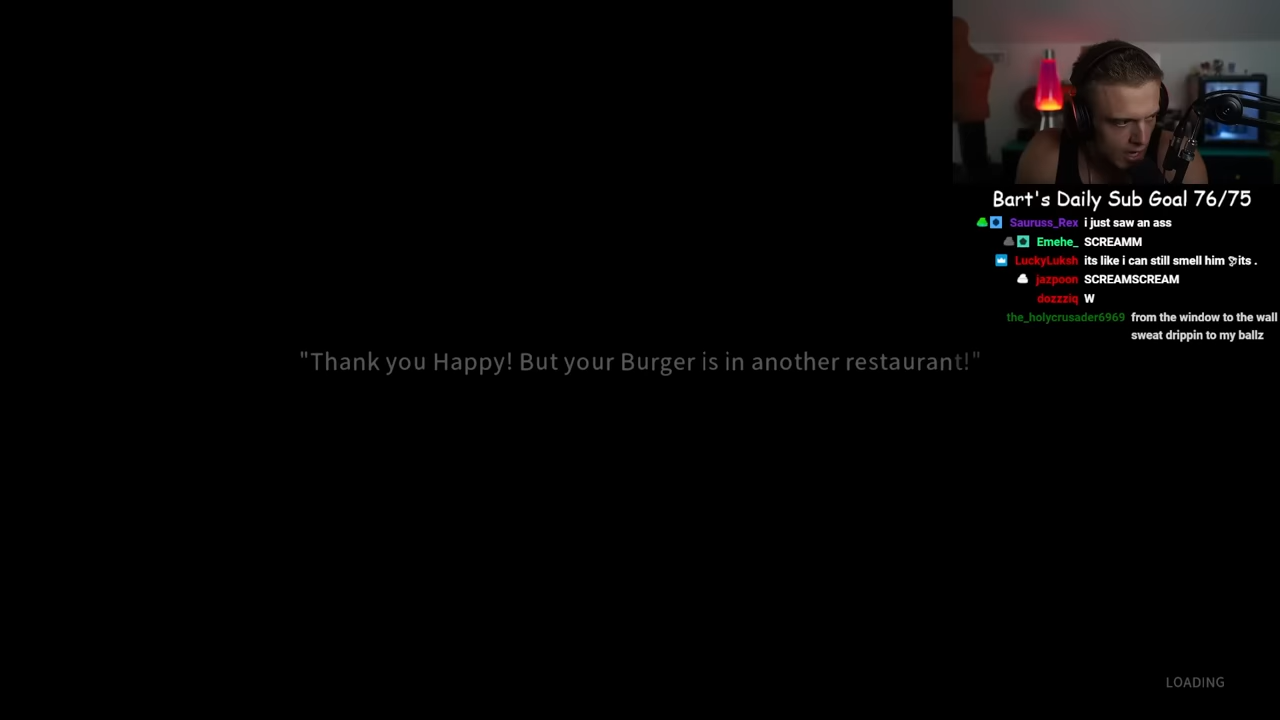 Bart's Daily Sub Goal 76/75
Sauruss_Rex i just saw an ass
Emehe_ SCREAMM
LuckyLuksh its like i can still smell him its .
jazpoon SCREAMSCREAM
dozzziq W
the_holycrusader6969 from the window to the wall
sweat drippin to my ballz
"Thank you Happy! But your Burger is in another restaurant!"
LOADING